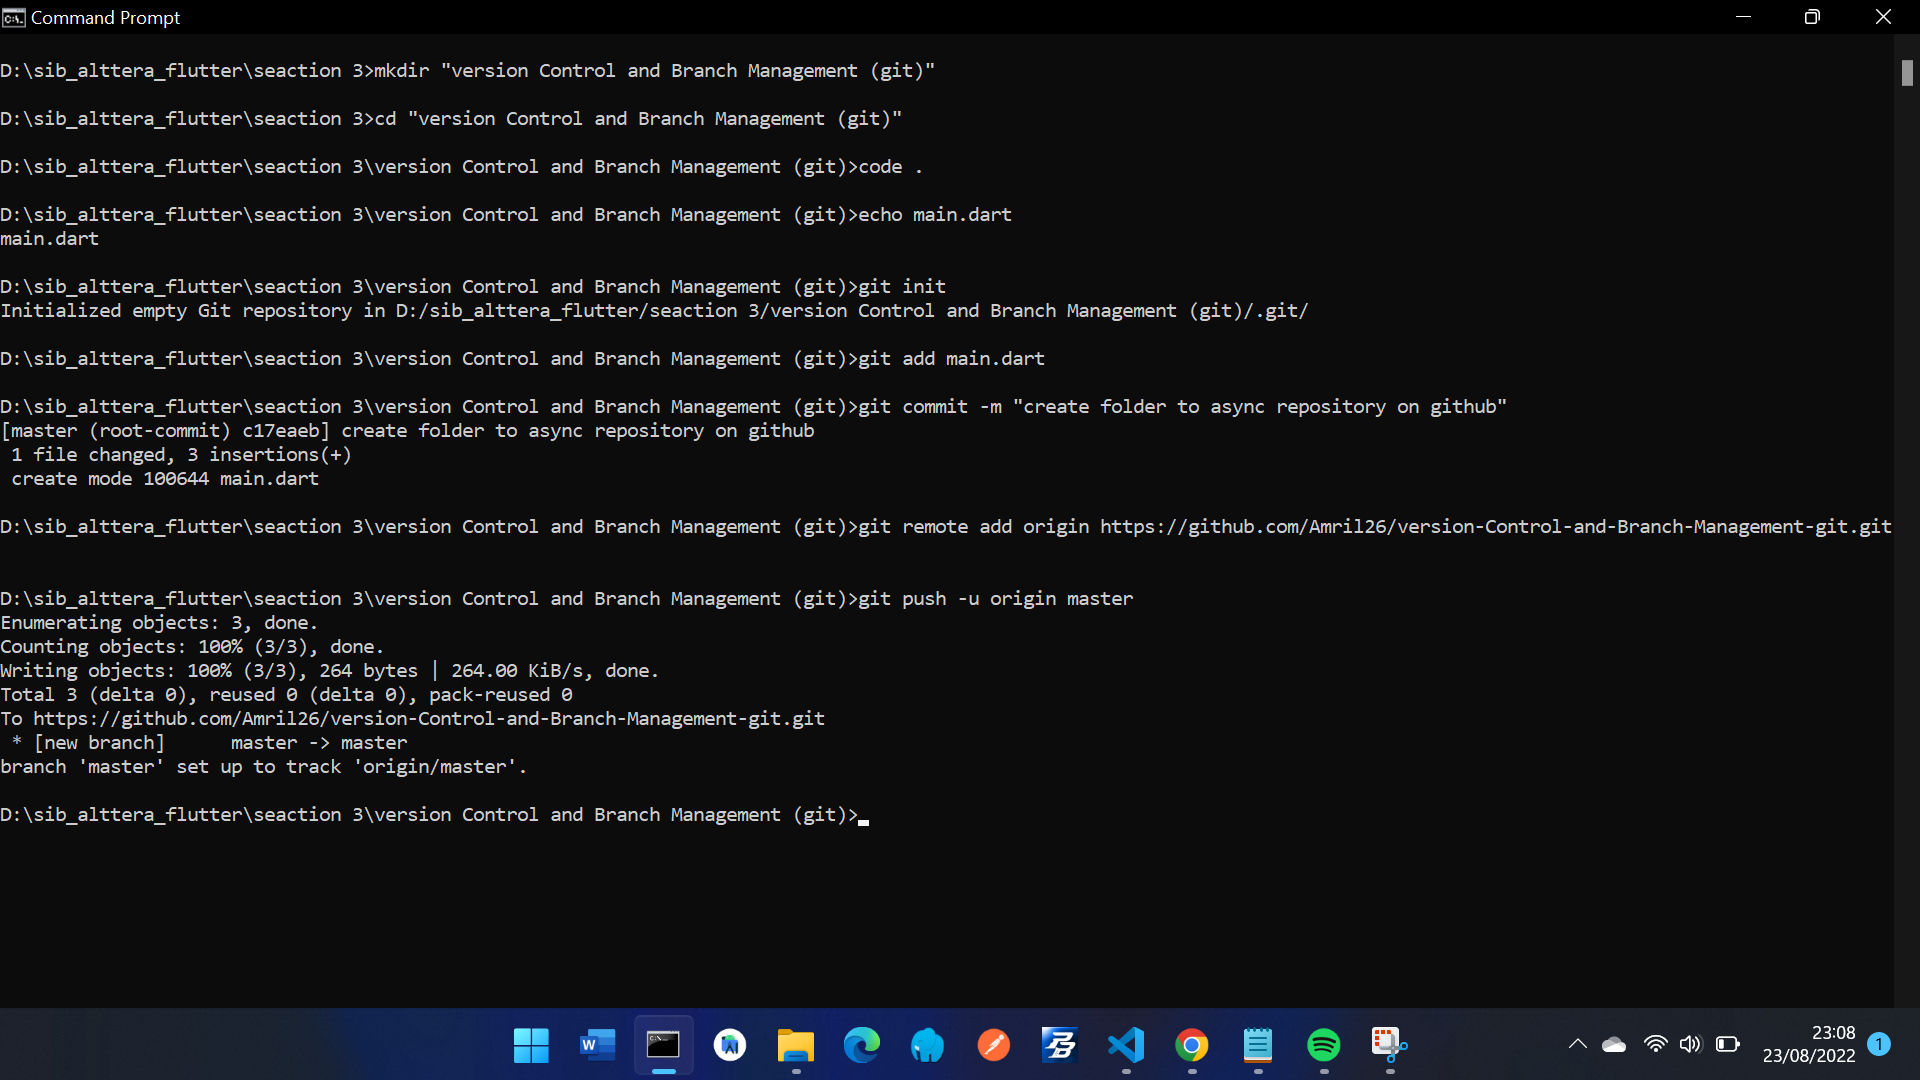 Command Prompt
D:\sib_alttera_flutter\seaction 3>mkdir "version Control and Branch Management (git)"
D:\sib_alttera_flutter\seaction 3>cd "version Control and Branch Management (git)"
D:\sib_alttera_flutter\seaction 3\version Control and Branch Management (git)>code .
D:\sib_alttera_flutter\seaction 3\version Control and Branch Management (git)>echo main.dart
main.dart
D:\sib_alttera_flutter\seaction 3\version Control and Branch Management (git)>git init
Initialized empty Git repository in D:/sib_alttera_flutter/seaction 3/version Control and Branch Management (git)/.git/
D:\sib_alttera_flutter\seaction 3\version Control and Branch Management (git)>git add main.dart
D:\sib_alttera_flutter\seaction 3\version Control and Branch Management (git)>git commit -m "create folder to async repository on github"
[master (root-commit) c17eaeb] create folder to async repository on github
 1 file changed, 3 insertions(+)
 create mode 100644 main.dart
D:\sib_alttera_flutter\seaction 3\version Control and Branch Management (git)>git remote add origin https://github.com/Amril26/version-Control-and-Branch-Management-git.git
D:\sib_alttera_flutter\seaction 3\version Control and Branch Management (git)>git push -u origin master
Enumerating objects: 3, done.
Counting objects: 100% (3/3), done.
Writing objects: 100% (3/3), 264 bytes | 264.00 KiB/s, done.
Total 3 (delta 0), reused 0 (delta 0), pack-reused 0
To https://github.com/Amril26/version-Control-and-Branch-Management-git.git
 * [new branch]      master -> master
branch 'master' set up to track 'origin/master'.
D:\sib_alttera_flutter\seaction 3\version Control and Branch Management (git)>
23:08
23/08/2022
1